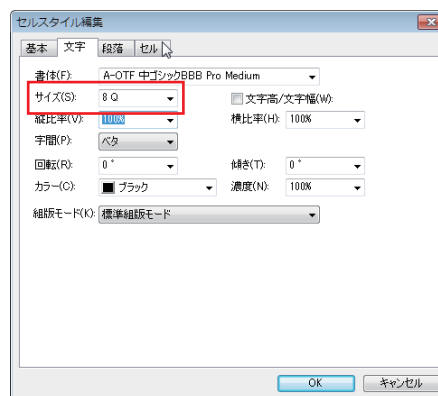 セルスタイル編集
基本 文字 段落 セル
書体(F): A-OTF 中ゴシックBBB Pro Medium
サイズ(S): 8 Q 文字高/文字幅(W):
縦比率(V): 100% 横比率(H): 100%
字間(P): ベタ
回転(R): 0 ° 傾き(T): 0 °
カラー(C): ブラック 濃度(N): 100%
組版モード(K): 標準組版モード
OK キャンセル